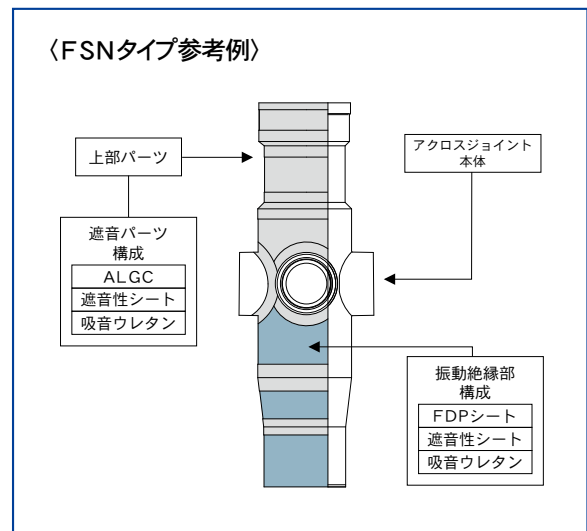 〈FSNタイプ参考例〉
上部パーツ
アクロスジョイント
本体
遮音パーツ
構成
ALGC
遮音性シート
吸音ウレタン
振動絶縁部
構成
FDPシート
遮音性シート
吸音ウレタン